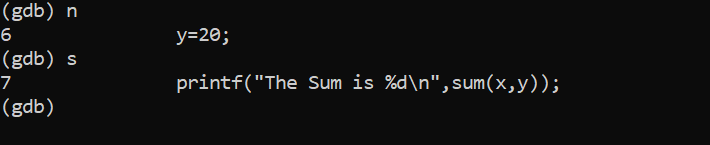 (gdb) n
6               y=20;
(gdb) s
7               printf("The Sum is %d\n",sum(x,y));
(gdb)